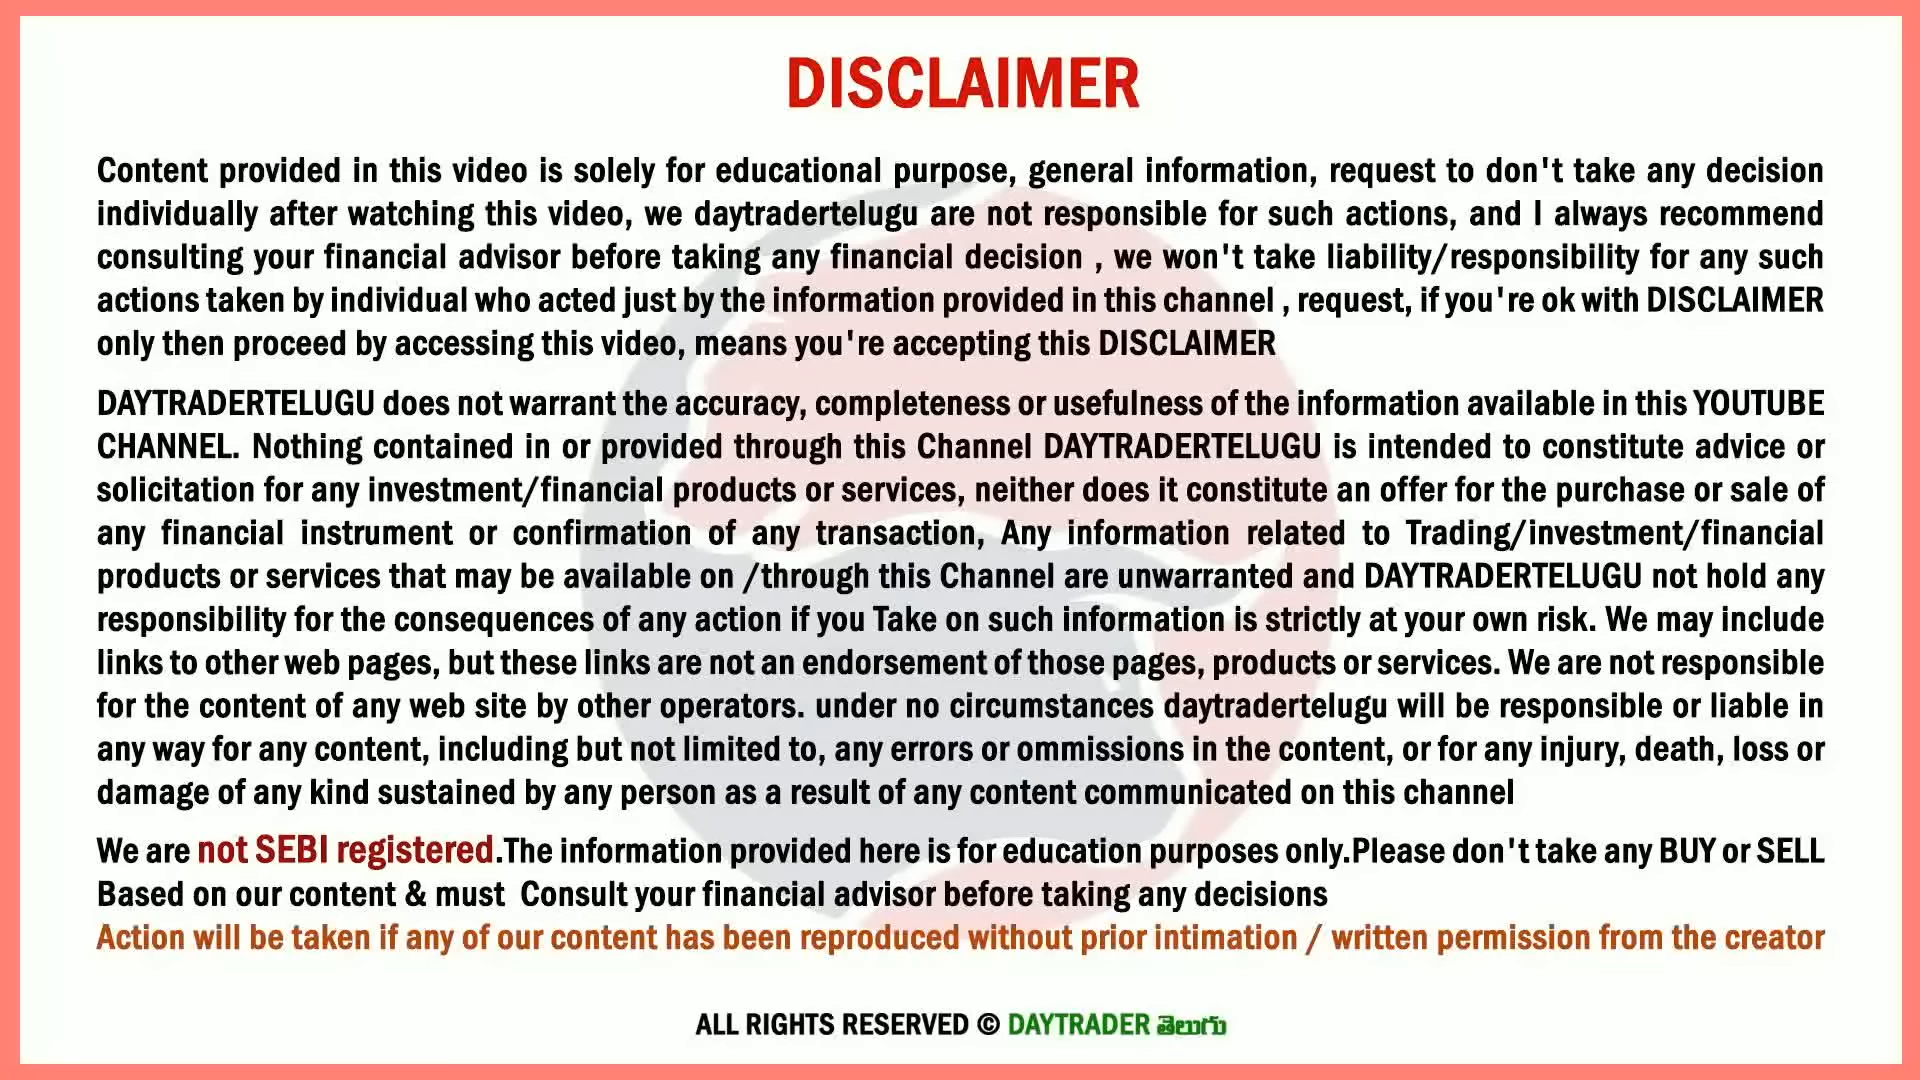 DISCLAIMER
Content provided in this video is solely for educational purpose, general information, request to don't take any decision
individually after watching this video, we daytradertelugu are not responsible for such actions, and I always recommend
consulting your financial advisor before taking any financial decision , we won't take liability/responsibility for any such
actions taken by individual who acted just by the information provided in this channel , request, if you're ok with DISCLAIMER
only then proceed by accessing this video, means you're accepting this DISCLAIMER
DAYTRADERTELUGU does not warrant the accuracy, completeness or usefulness of the information available in this YOUTUBE
CHANNEL. Nothing contained in or provided through this Channel DAYTRADERTELUGU is intended to constitute advice or
solicitation for any investment/financial products or services, neither does it constitute an offer for the purchase or sale of
any financial instrument or confirmation of any transaction, Any information related to Trading/investment/financial
products or services that may be available on /through this Channel are unwarranted and DAYTRADERTELUGU not hold any
responsibility for the consequences of any action if you Take on such information is strictly at your own risk. We may include
links to other web pages, but these links are not an endorsement of those pages, products or services. We are not responsible
for the content of any web site by other operators. under no circumstances daytradertelugu will be responsible or liable in
any way for any content, including but not limited to, any errors or ommissions in the content, or for any injury, death, loss or
damage of any kind sustained by any person as a result of any content communicated on this channel
We are not SEBI registered.The information provided here is for education purposes only.Please don't take any BUY or SELL
Based on our content & must  Consult your financial advisor before taking any decisions
Action will be taken if any of our content has been reproduced without prior intimation / written permission from the creator
ALL RIGHTS RESERVED © DAYTRADER తెలుగు